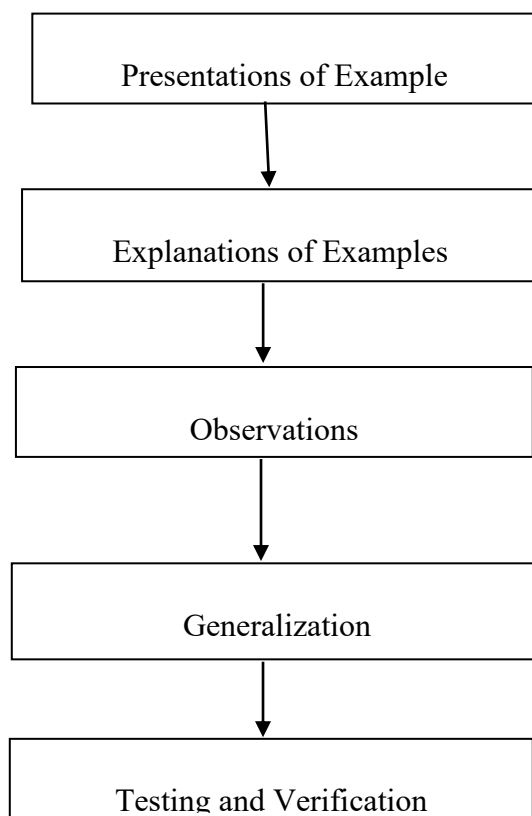 Presentations of Example
Explanations of Examples
Observations
Generalization
Testing and Verification